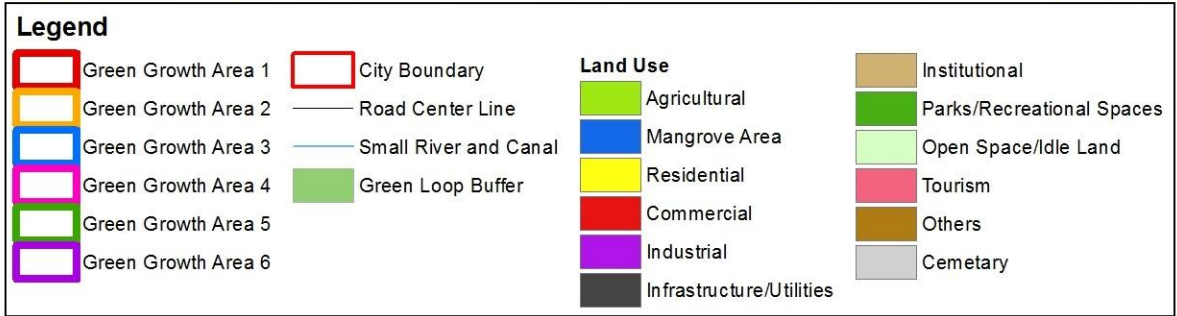 Legend
Green Growth Area 1
Green Growth Area 2
Green Growth Area 3
Green Growth Area 4
Green Growth Area 5
Green Growth Area 6
City Boundary
Road Center Line
Small River and Canal
Green Loop Buffer
Land Use
Agricultural
Mangrove Area
Residential
Commercial
Industrial
Infrastructure/Utilities
Institutional
Parks/Recreational Spaces
Open Space/Idle Land
Tourism
Others
Cemetary